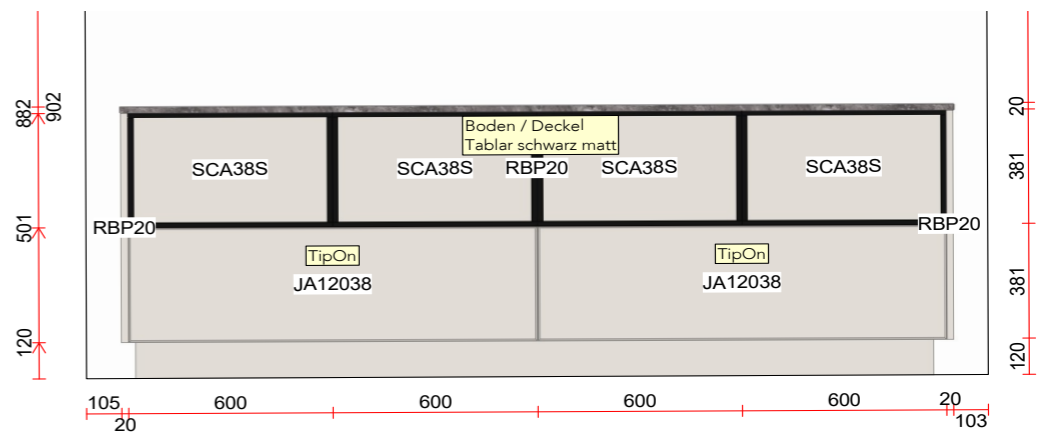 902
882
20
Boden / Deckel
Tablar schwarz matt
SCA38S
SCA38S
RBP20
SCA38S
SCA38S
381
RBP20
RBP20
501
TipOn
TipOn
JA12038
JA12038
381
120
120
105
20
600
600
600
600
20
103